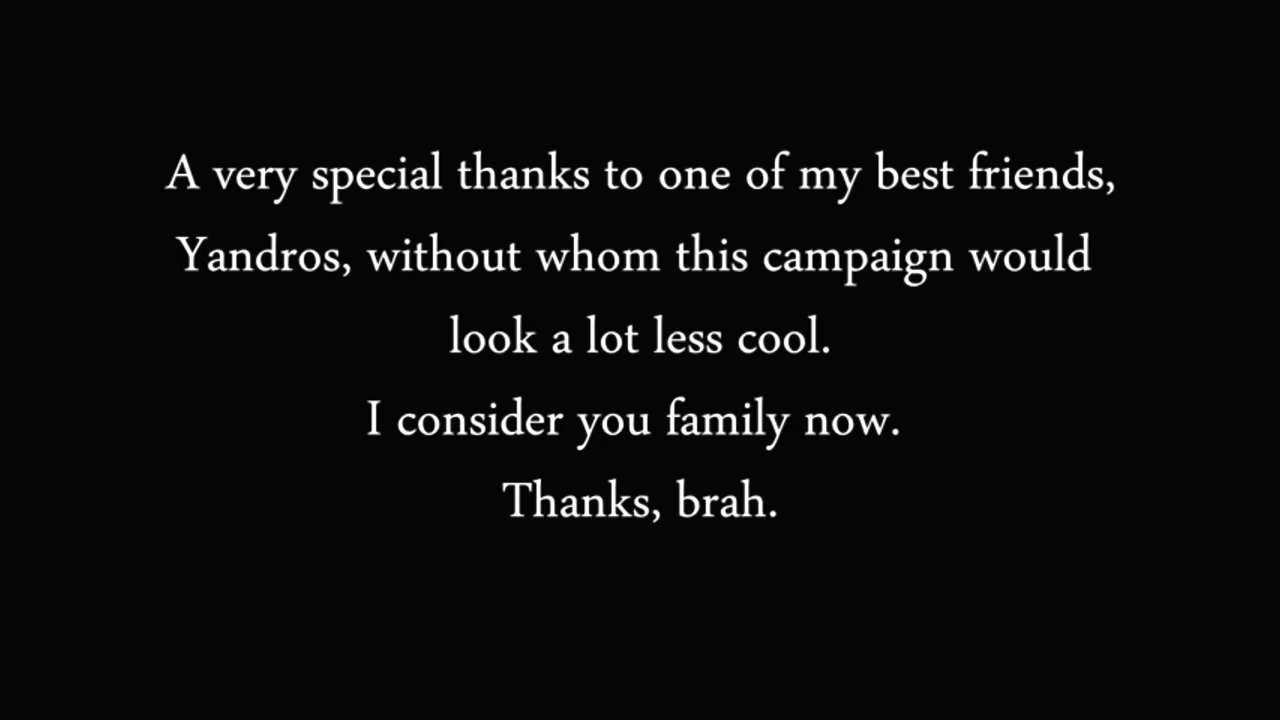 A very special thanks to one of my best friends,
Yandros, without whom this campaign would
look a lot less cool.
I consider you family now.
Thanks, brah.